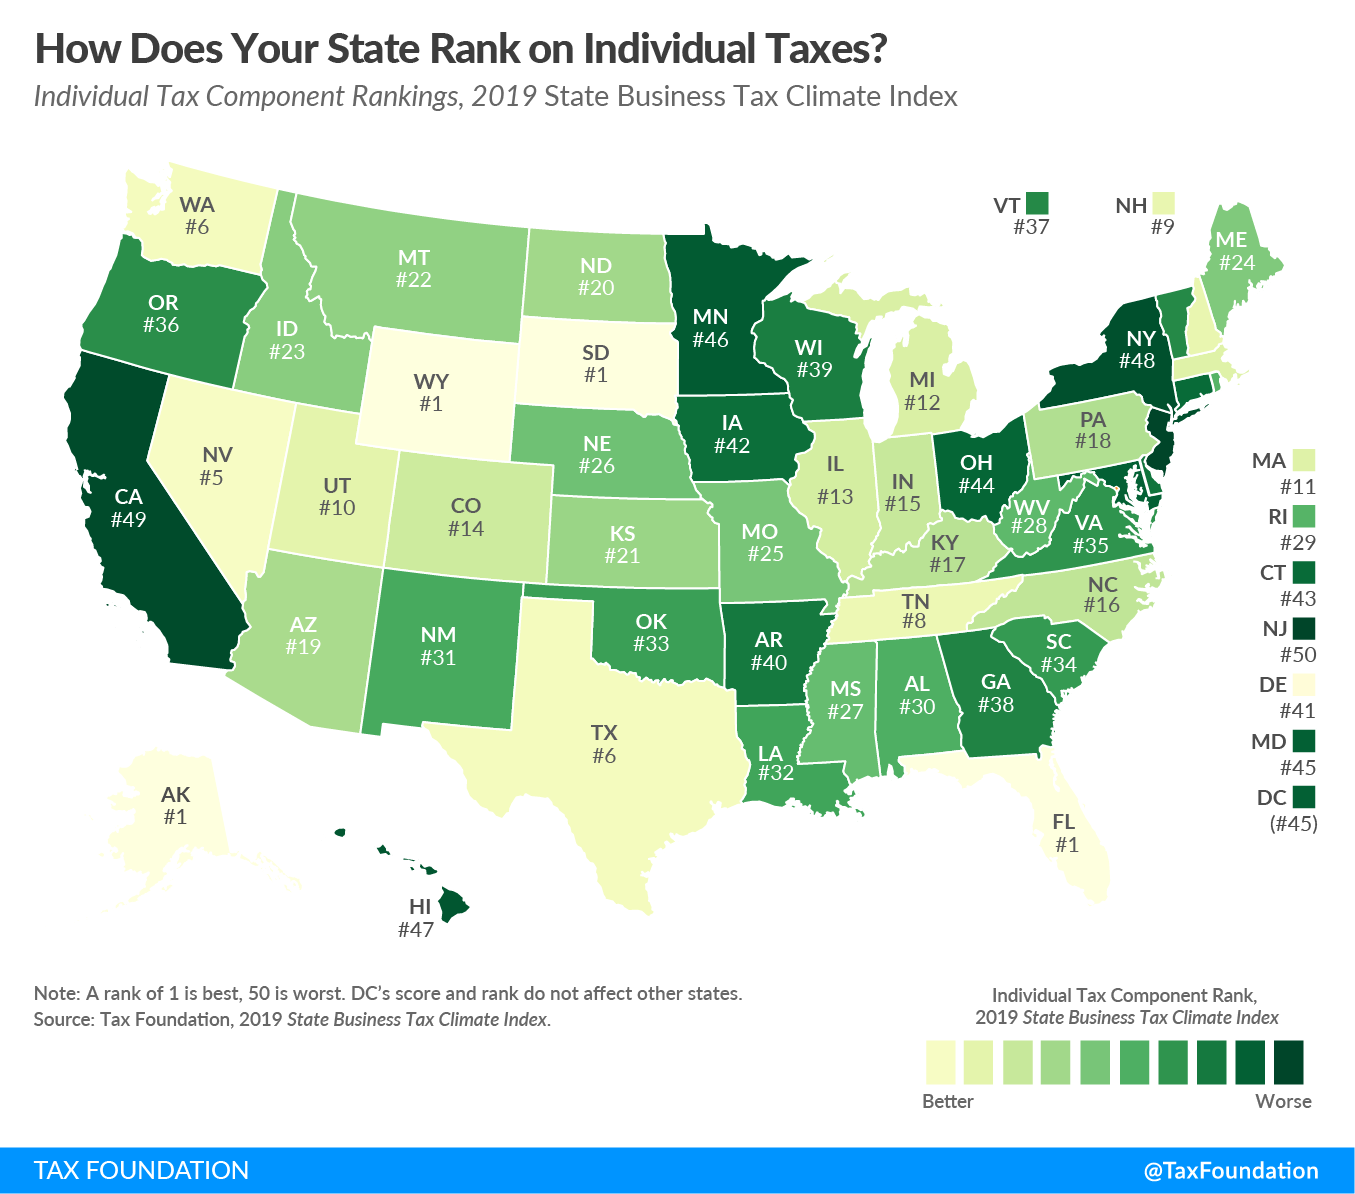 How Does Your State Rank on Individual Taxes?
Individual Tax Component Rankings, 2019 State Business Tax Climate Index
WA
#6
VT
#37
NH
#9
ME
#24
MT
#22
ND
#20
OR
#36
ID
#23
MN
#46
WI
#39
NY
#48
SD
#1
WY
#1
MI
#12
IA
#42
PA
#18
NE
#26
NV
#5
UT
#10
CA
#49
CO
#14
IL
#13
IN
#15
OH
#44
WV
#28
VA
#35
MA
#11
RI
#29
CT
#43
NJ
#50
DE
#41
MD
#45
DC
(#45)
KS
#21
MO
#25
KY
#17
NC
#16
TN
#8
AZ
#19
NM
#31
OK
#33
AR
#40
SC
#34
MS
#27
AL
#30
GA
#38
TX
#6
LA
#32
AK
#1
FL
#1
HI
#47
Note: A rank of 1 is best, 50 is worst. DC's score and rank do not affect other states.
Source: Tax Foundation, 2019 State Business Tax Climate Index.
Individual Tax Component Rank,
2019 State Business Tax Climate Index
Better
Worse
TAX FOUNDATION
@TaxFoundation